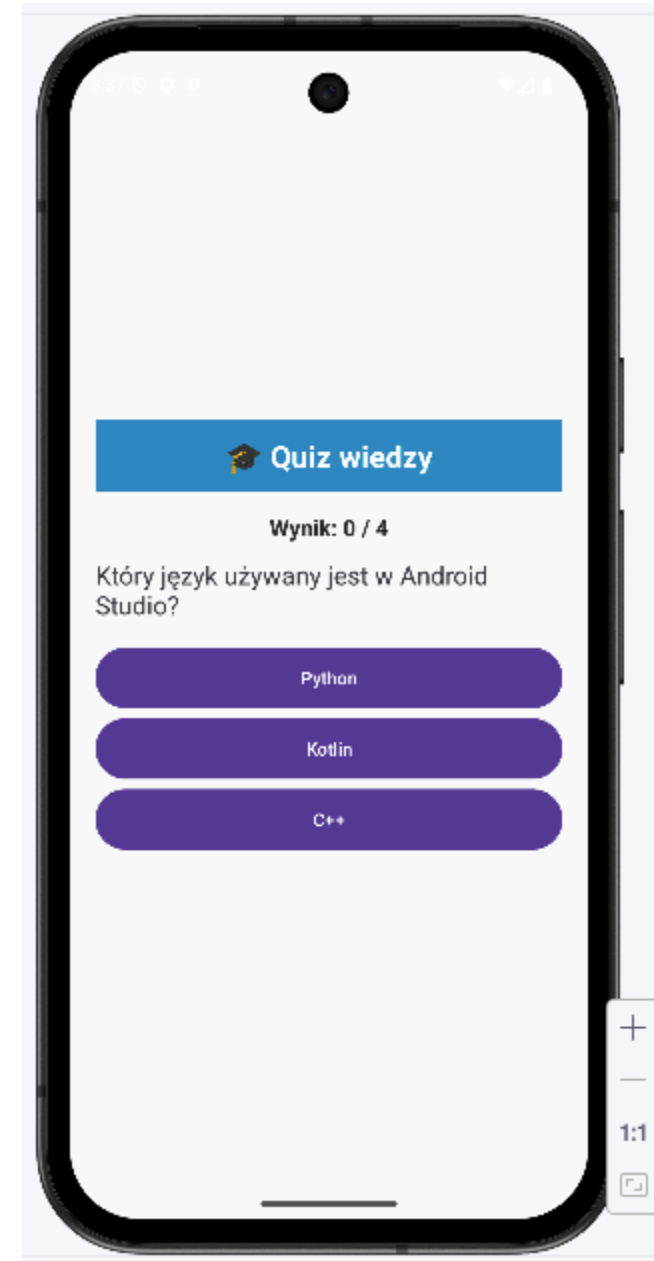 🎓 Quiz wiedzy
Wynik: 0 / 4
Który język używany jest w Android
Studio?
Python
Kotlin
C++
1:1